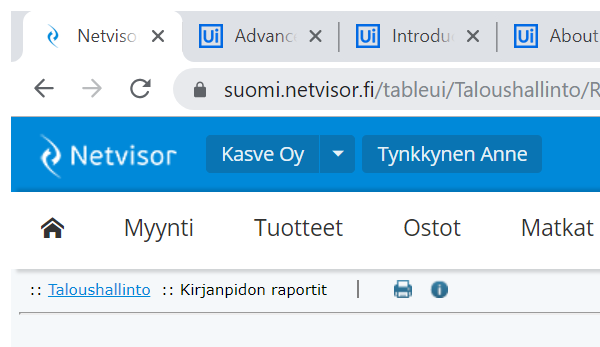 Netviso Ui Advanc Ui Introdu Ui About
suomi.netvisor.fi/tableui/Taloushallinto/R
Netvisor Kasve Oy Tynkkynen Anne
Myynti Tuotteet Ostot Matkat
:: Taloushallinto :: Kirjanpidon raportit |